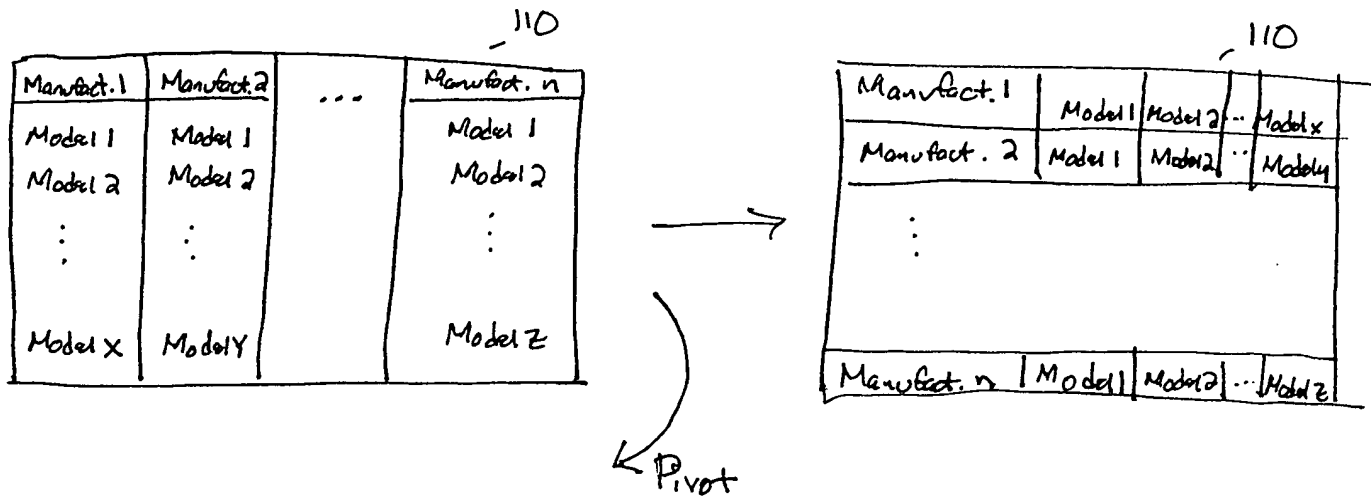 110
Manufact.1 Manufact.2 ... Manufact. n
Model 1 Model 1 Model 1
Model 2 Model 2 Model 2
Model X Model Y Model Z
110
Manufact.1 Model 1 Model 2 ... Model x
Manufact. 2 Model 1 Model 2 .. Model y
Manufact. n Model 1 Model 2 ... Model Z
Pivot